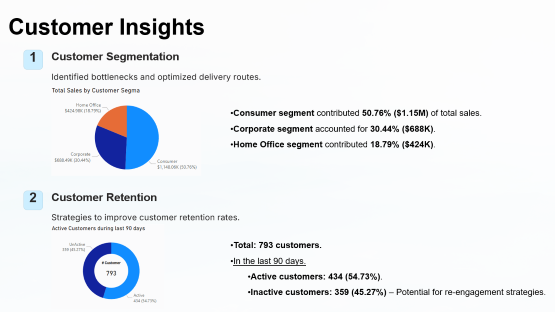 Customer Insights
1
Customer Segmentation
Identified bottlenecks and optimized delivery routes.
Total Sales by Customer Segma
Home Office
$424.98K (18.79%)
Corporate
$688.49K (30.44%)
Consumer
$1,148.06K (50.76%)
•Consumer segment contributed 50.76% ($1.15M) of total sales.
•Corporate segment accounted for 30.44% ($688K).
•Home Office segment contributed 18.79% ($424K).
2
Customer Retention
Strategies to improve customer retention rates.
Active Customers during last 90 days
UnActive
359 (45.27%)
# Customer
793
Active
434 (54.73%)
•Total: 793 customers.
•In the last 90 days.
•Active customers: 434 (54.73%).
•Inactive customers: 359 (45.27%) – Potential for re-engagement strategies.